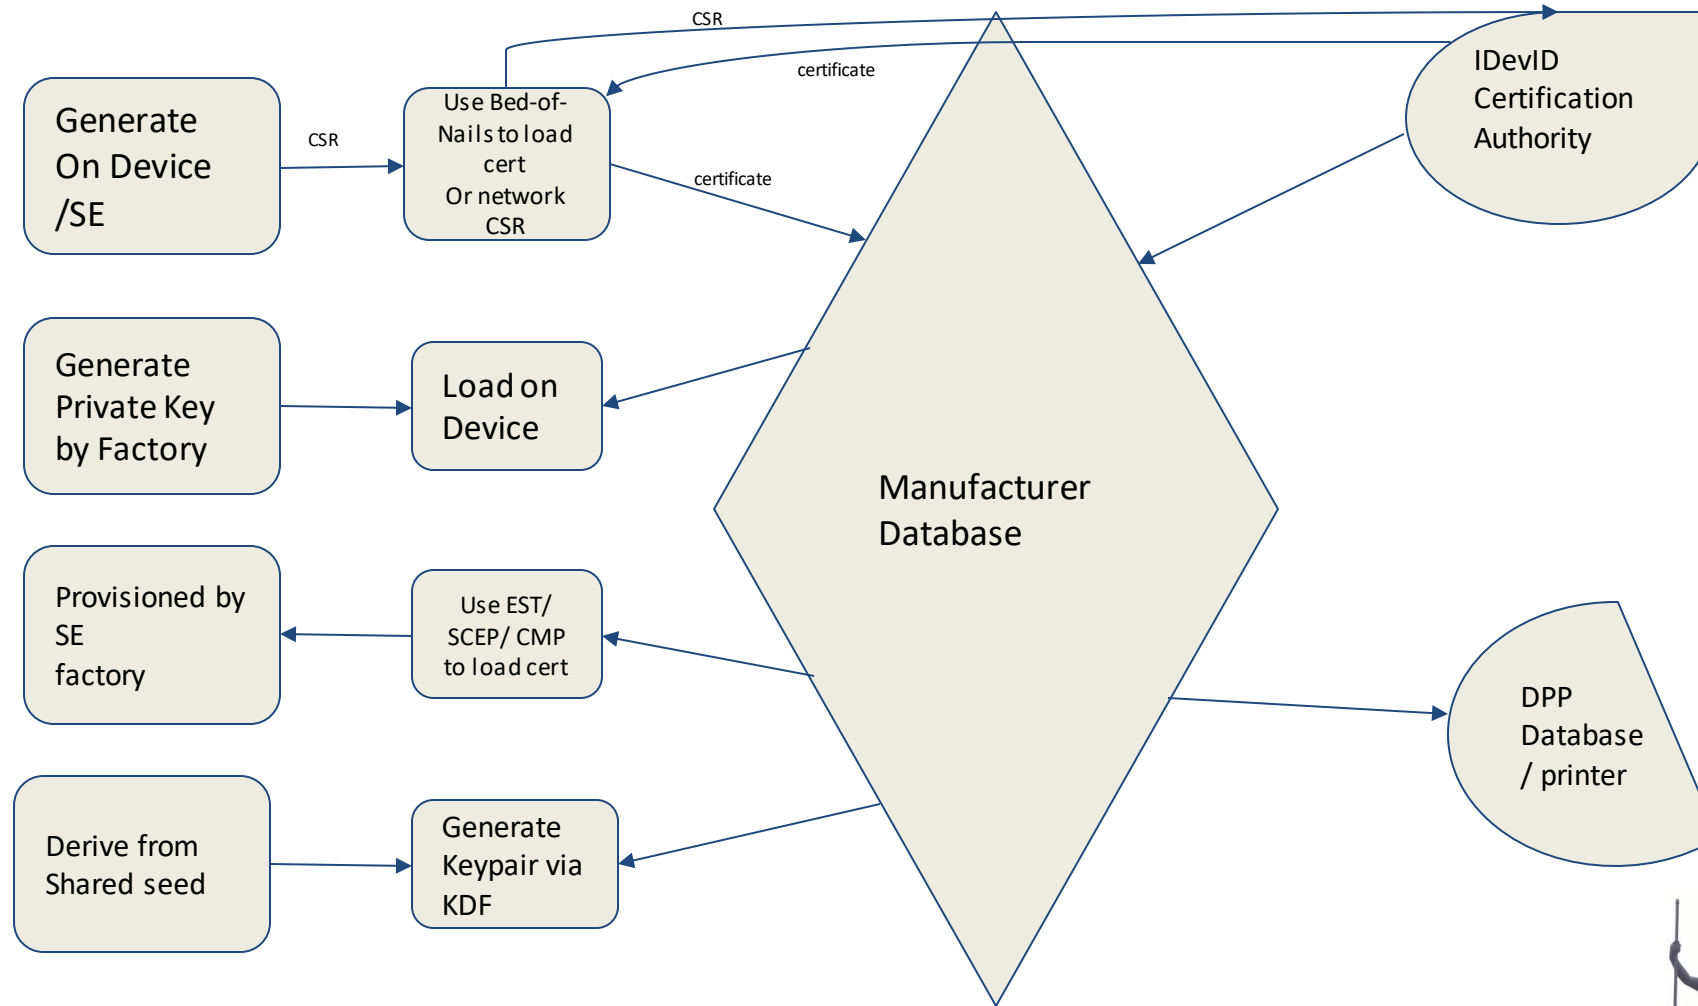 CSR
certificate
IDevID
Certification
Authority
Generate
On Device
/SE
CSR
Use Bed-of-
Nails to load
cert
Or network
CSR
certificate
Generate
Private Key
by Factory
Load on
Device
Manufacturer
Database
Provisioned by
SE
factory
Use EST/
SCEP/ CMP
to load cert
DPP
Database
/ printer
Derive from
Shared seed
Generate
Keypair via
KDF